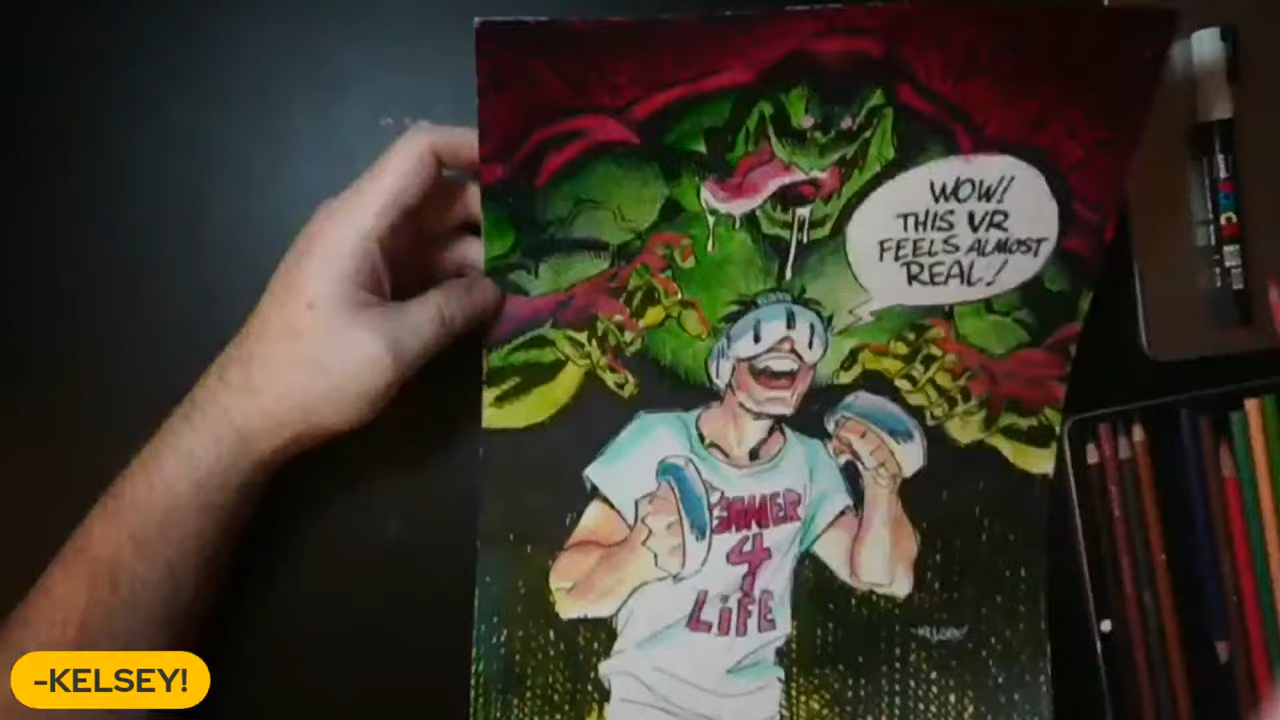 WOW!
THIS VR
FEELS ALMOST
REAL!
GAMER
4
LiFE
-KELSEY!